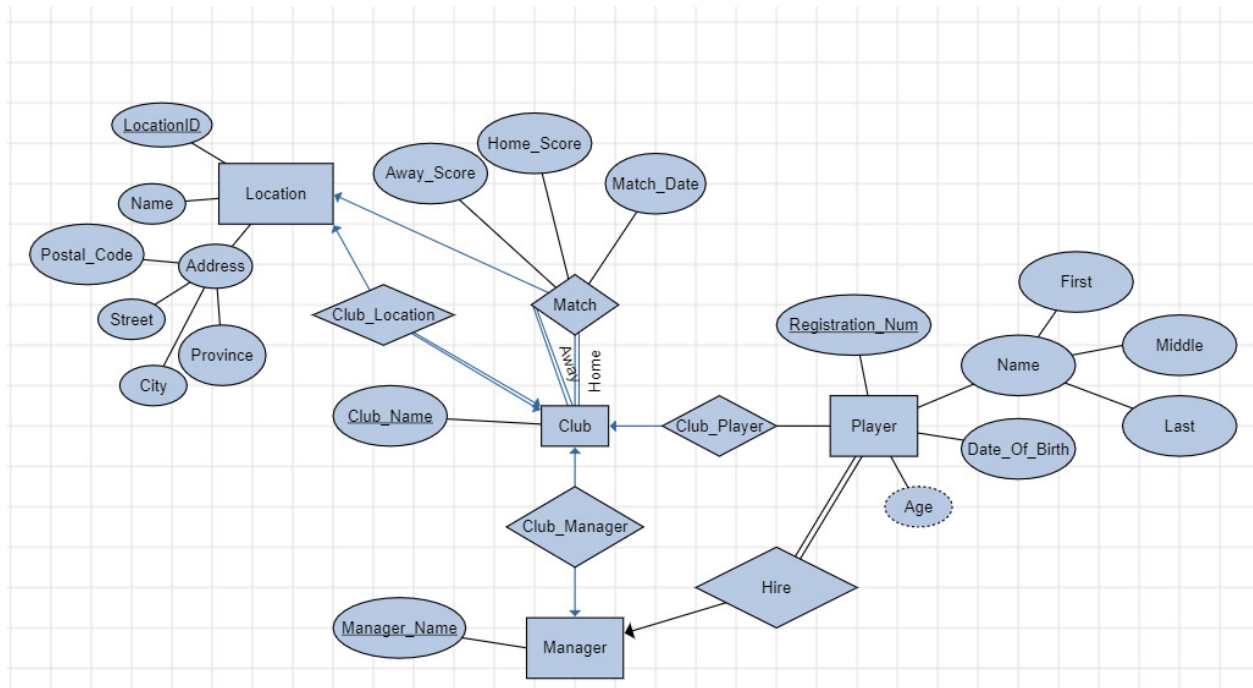 LocationID
Location
Name
Address
Postal_Code
Street
City
Province
Club_Location
Away_Score
Home_Score
Match_Date
Match
Away
Home
Club_Name
Club
Club_Player
Registration_Num
Player
Name
First
Middle
Last
Date_Of_Birth
Age
Club_Manager
Hire
Manager_Name
Manager